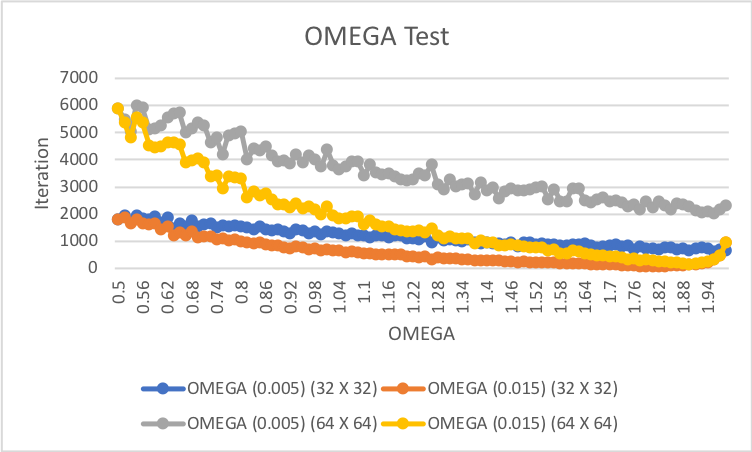 OMEGA Test
7000
6000
5000
4000
3000
2000
1000
0
Iteration
0.5 0.56 0.62 0.68 0.74 0.8 0.86 0.92 0.98 1.04 1.1 1.16 1.22 1.28 1.34 1.4 1.46 1.52 1.58 1.64 1.7 1.76 1.82 1.89 1.94
OMEGA
OMEGA (0.005) (32 X 32) OMEGA (0.015) (32 X 32)
OMEGA (0.005) (64 X 64) OMEGA (0.015) (64 X 64)